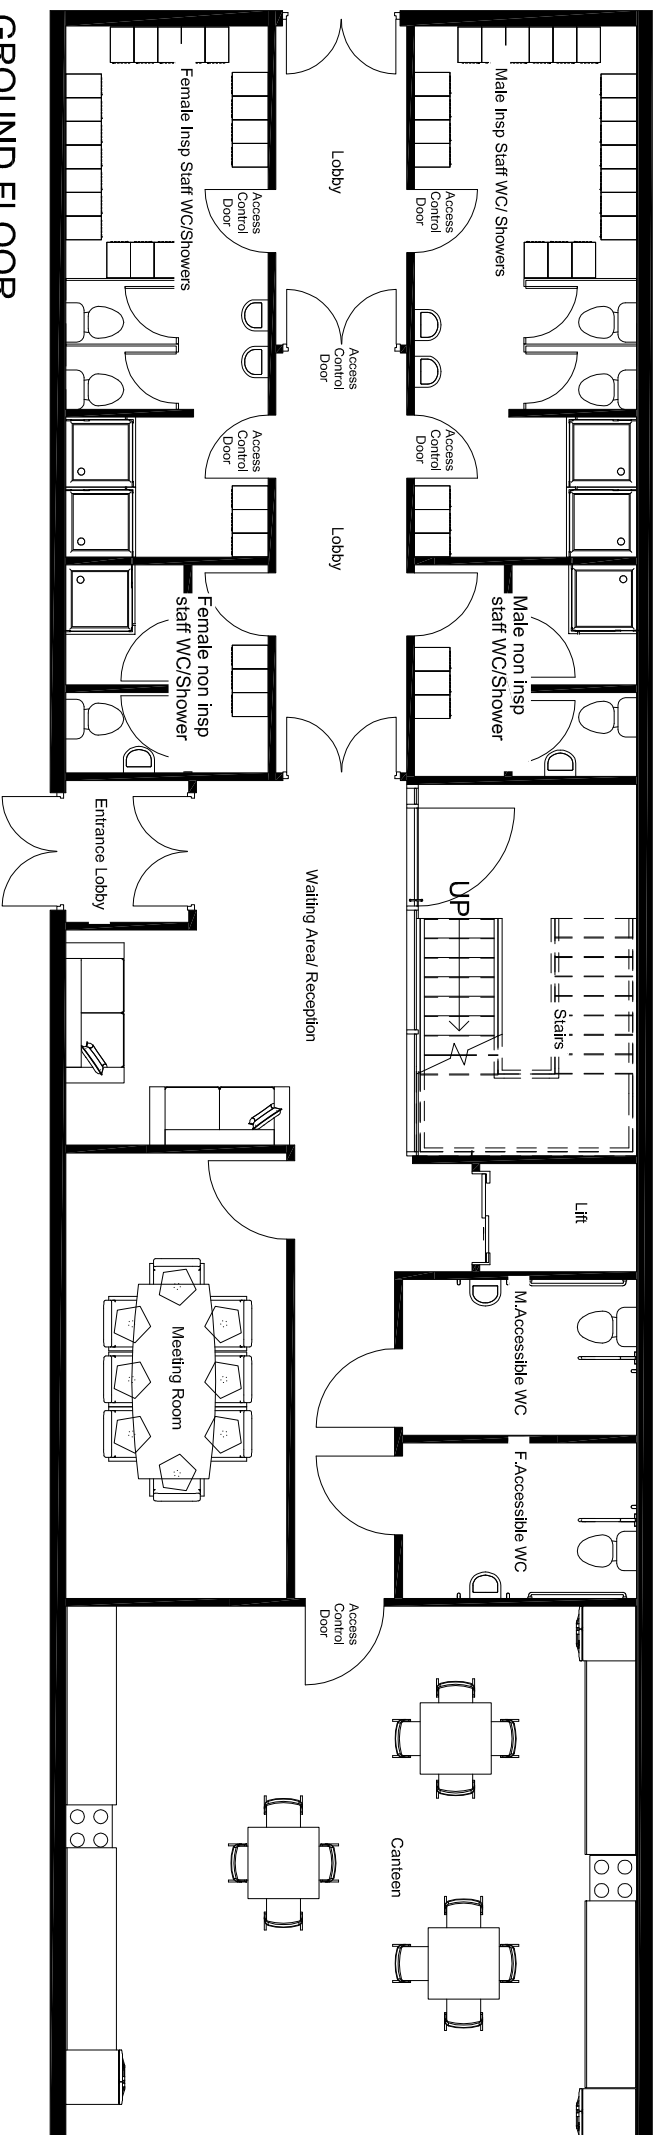 Male Insp Staff WC/ Showers
Access
Control
Door
Access
Control
Door
Male non insp
staff WC/Shower
UP
Stairs
Lift
M.Accessible WC
F.Accessible WC
Lobby
Access
Control
Door
Lobby
Waiting Area/ Reception
Access
Control
Door
Canteen
Female Insp Staff WC/Showers
Access
Control
Door
Access
Control
Door
Female non insp
staff WC/Shower
Entrance Lobby
Meeting Room
GROUND FLOOR